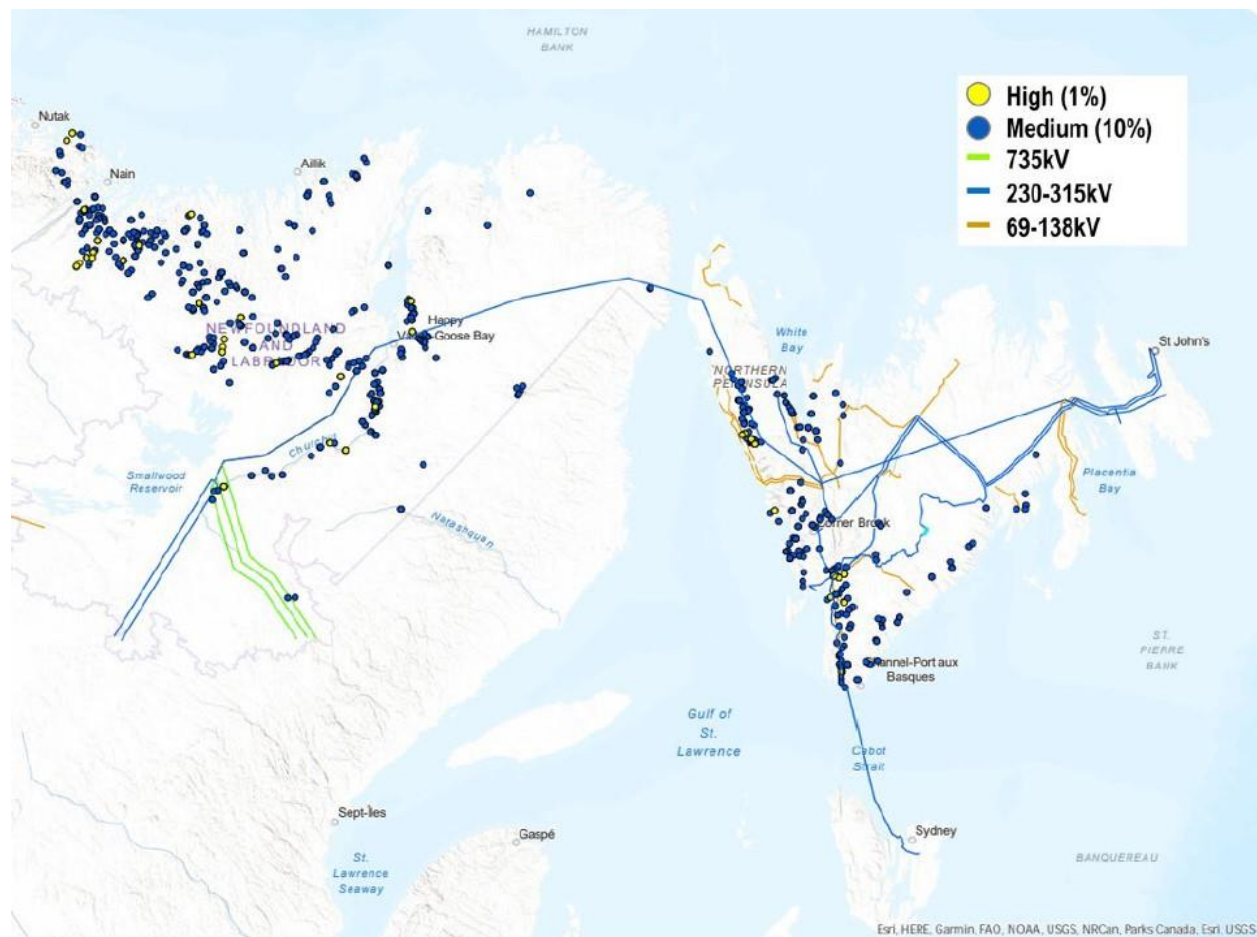 HAMILTON
BANK
High (1%)
Medium (10%)
735kV
230-315kV
69-138kV
Nutak
Nain
Aillik
Happy
Valley-Goose Bay
NEWFOUNDLAND
AND
LABRADOR
White
Bay
St John's
NORTHERN
PENINSULA
Churchill
Smallwood
Reservoir
Placentia
Bay
Natashquan
Corner Brook
ST.
PIERRE
BANK
Channel-Port aux
Basques
Gulf of
St.
Lawrence
Cabot
Strait
Sept-Îles
Gaspé
Sydney
St.
Lawrence
Seaway
BANQUEREAU
Esri, HERE, Garmin, FAO, NOAA, USGS, NRCan, Parks Canada, Esri, USGS